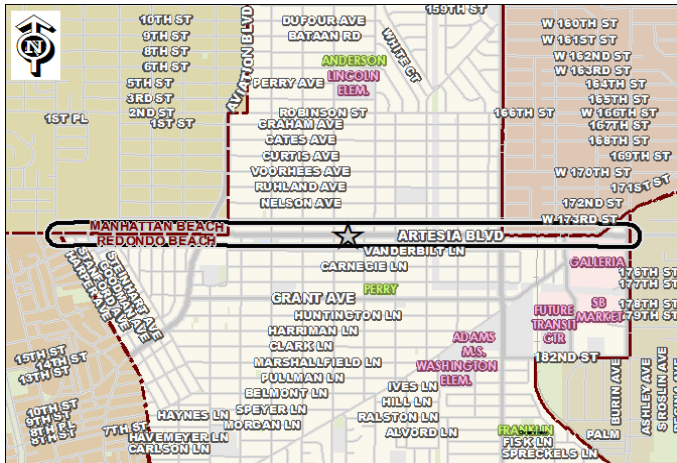 N
10TH ST
9TH ST
8TH ST
6TH ST
5TH ST
3RD ST
2ND ST
1ST ST
1ST PL
AVIATION BLVD
DUFOUR AVE
BATAAN RD
ANDERSON
LINCOLN
ELEM.
PERRY AVE
ROBINSON ST
GRAHAM AVE
GATES AVE
CURTIS AVE
VOORHEES AVE
RUHLAND AVE
NELSON AVE
159TH ST
WHITE CT
166TH ST
W 160TH ST
W 161ST ST
W 162ND ST
W 163RD ST
164TH ST
165TH ST
W 166TH ST
167TH ST
168TH ST
169TH ST
W 170TH ST
171ST ST
172ND ST
W 173RD ST
MANHATTAN BEACH
REDONDO BEACH
ARTESIA BLVD
VANDERBILT LN
CARNEGIE LN
PERRY
GRANT AVE
HUNTINGTON LN
HARRIMAN LN
CLARK LN
MARSHALLFIELD LN
PULLMAN LN
BELMONT LN
SPEYER LN
MORGAN LN
HAYNES LN
HAVEMEYER LN
CARLSON LN
STEINHART AVE
GOODMAN AVE
HARPER AVE
15TH ST
14TH ST
13TH ST
10TH ST
9TH ST
8TH PL
8TH ST
7TH ST
ADAMS
M.S.
WASHINGTON
ELEM.
IVES LN
HILL LN
RALSTON LN
ALVORD LN
FRANKLIN
FISK LN
SPRECKELS LN
GALLERIA
SB
MARKET
FUTURE
TRANSIT
CTR
182ND ST
176TH ST
177TH ST
178TH ST
179TH ST
PALM
BURIN AVE
ASHLEY AVE
S ROSLIN AVE